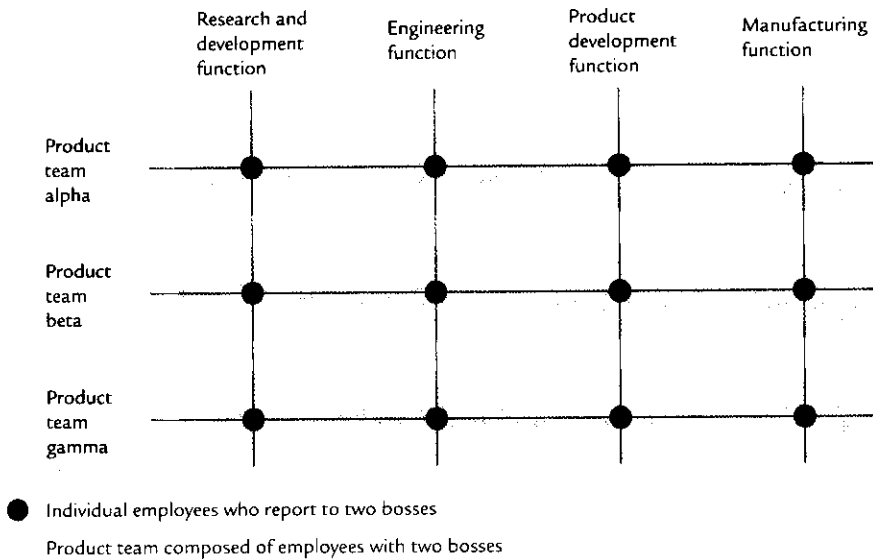 Research and
development
function
Engineering
function
Product
development
function
Manufacturing
function
Product
team
alpha
Product
team
beta
Product
team
gamma
Individual employees who report to two bosses
Product team composed of employees with two bosses